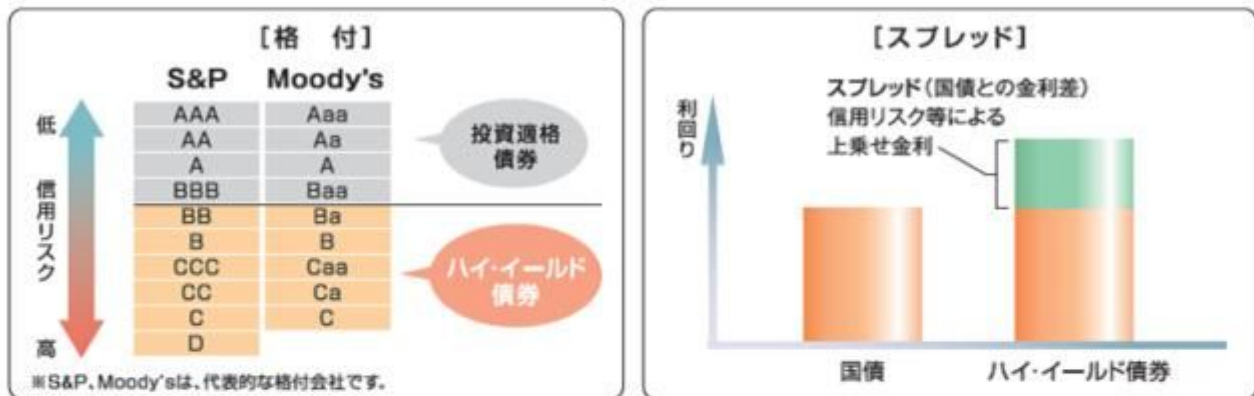 [格 付]
S&P Moody's
低
信用リスク
高
AAA Aaa
AA Aa
A A
BBB Baa
BB Ba
B B
CCC Caa
CC Ca
C C
D
投資適格
債券
ハイ・イールド
債券
※S&P、Moody'sは、代表的な格付会社です。
[スプレッド]
利回り
スプレッド(国債との金利差)
信用リスク等による
上乗せ金利
国債 ハイ・イールド債券